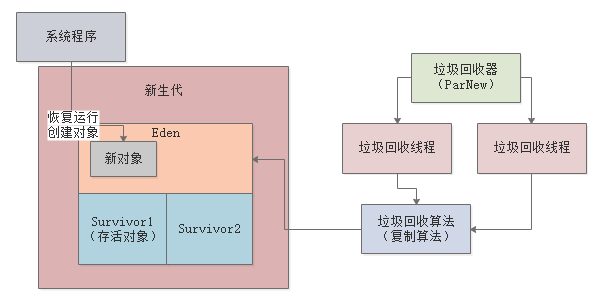 系统程序
新生代
恢复运行
创建对象
Eden
新对象
Survivor1
（存活对象）
Survivor2
垃圾回收器
（ParNew）
垃圾回收线程
垃圾回收线程
垃圾回收算法
（复制算法）